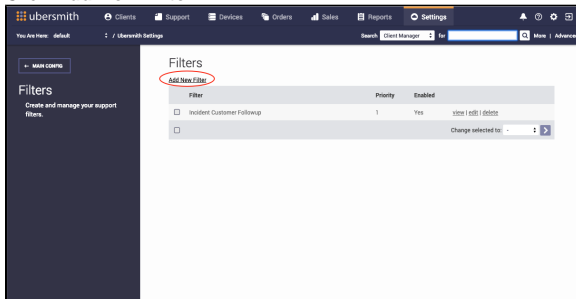 ubersmith Clients Support Devices Orders Sales Reports Settings
You Are Here: default / Ubersmith Settings Search Client Manager for More | Advanced
← MAIN CONFIG
Filters
Create and manage your support
filters.
Filters
Add New Filter
Filter Priority Enabled
Incident Customer Followup 1 Yes view | edit | delete
Change selected to: -